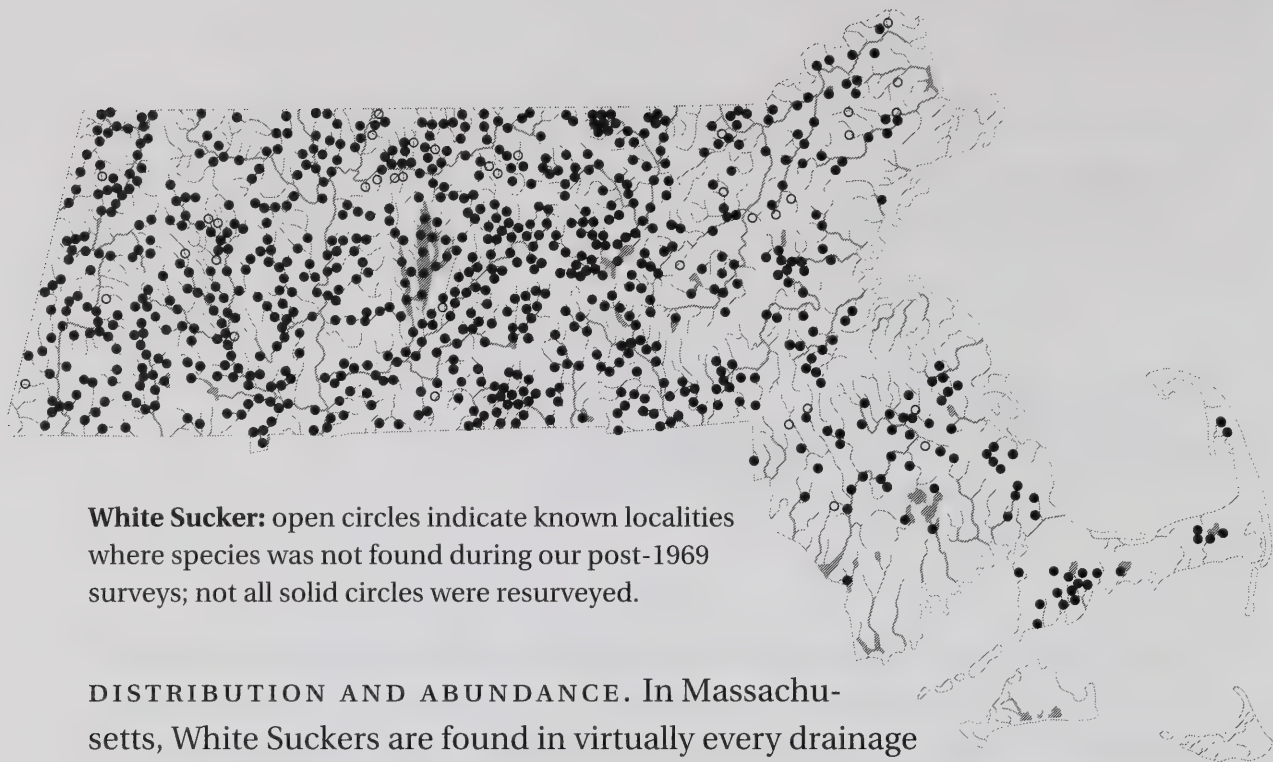 White Sucker: open circles indicate known localities
where species was not found during our post-1969
surveys; not all solid circles were resurveyed.
DISTRIBUTION AND ABUNDANCE. In Massachu-
setts, White Suckers are found in virtually every drainage